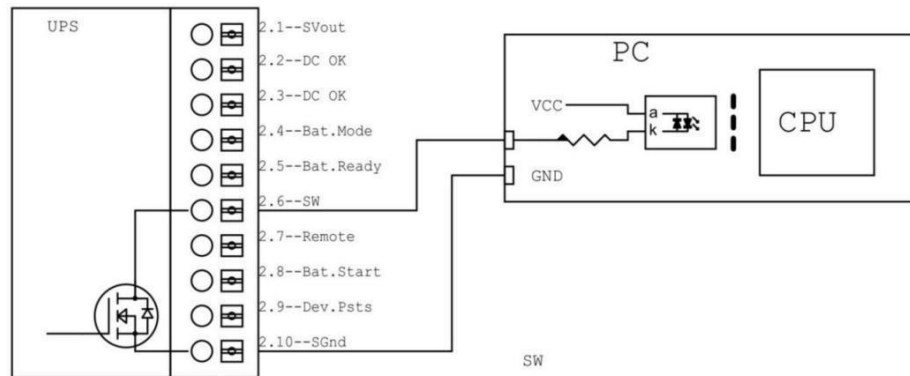 UPS
2.1--SVout
2.2--DC OK
2.3--DC OK
2.4--Bat.Mode
2.5--Bat.Ready
2.6--SW
2.7--Remote
2.8--Bat.Start
2.9--Dev.Psts
2.10--SGnd
PC
VCC
a
k
GND
CPU
SW